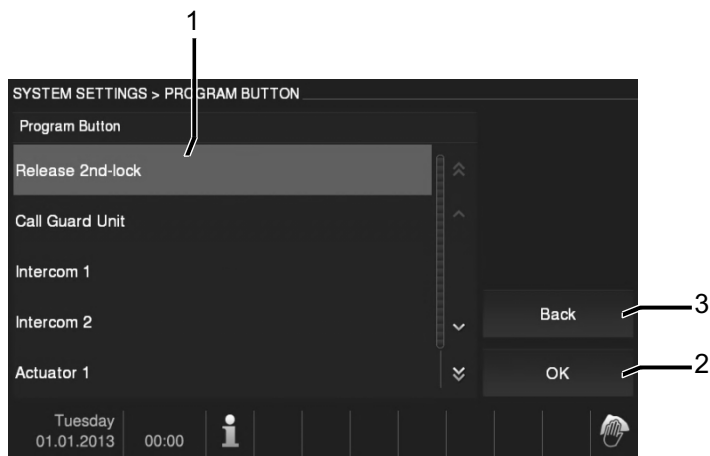 1
SYSTEM SETTINGS > PROGRAM BUTTON
Program Button
Release 2nd-lock
Call Guard Unit
Intercom 1
Intercom 2
Back
3
Actuator 1
OK
2
Tuesday
01.01.2013
00:00